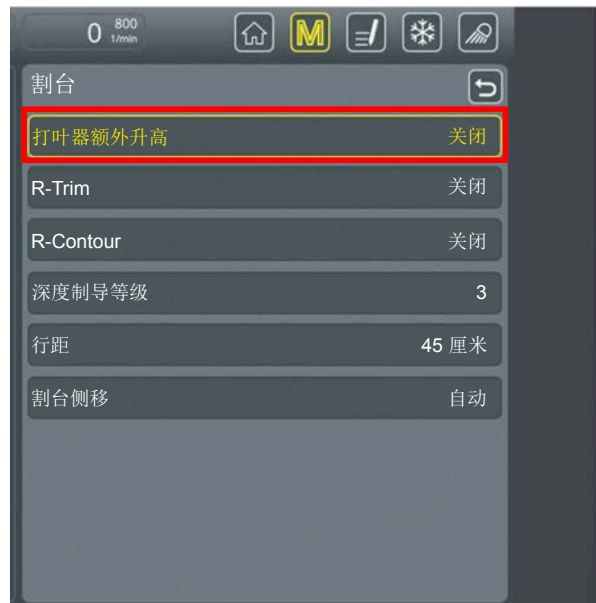 0 800 1/min M
割台
打叶器额外升高 关闭
R-Trim 关闭
R-Contour 关闭
深度制导等级 3
行距 45 厘米
割台侧移 自动